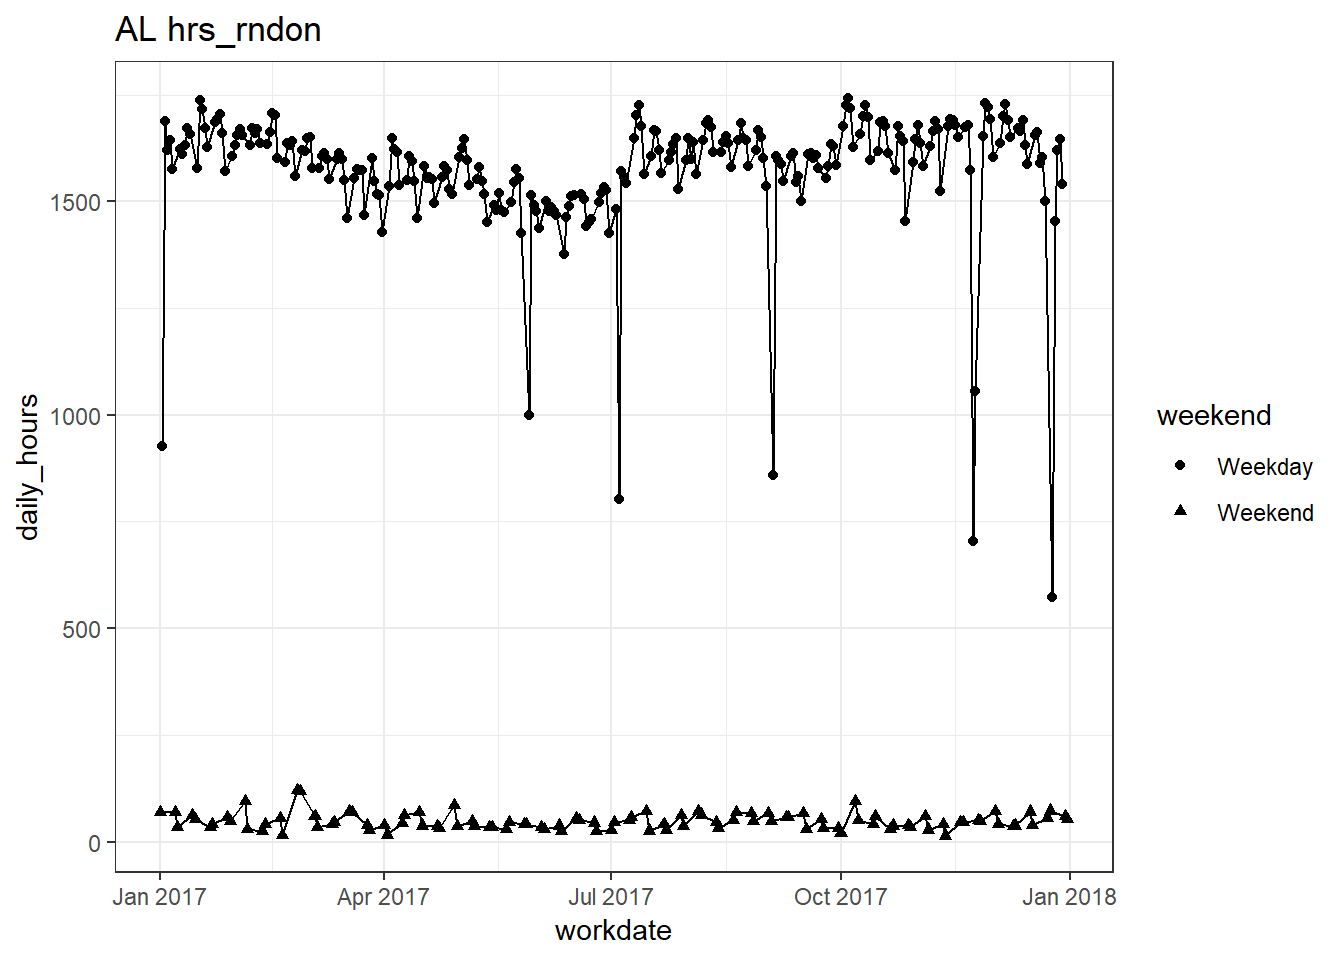 AL hrs_rndon
daily_hours
1500
1000
500
0
Jan 2017
Apr 2017
Jul 2017
Oct 2017
Jan 2018
workdate
weekend
Weekday
Weekend